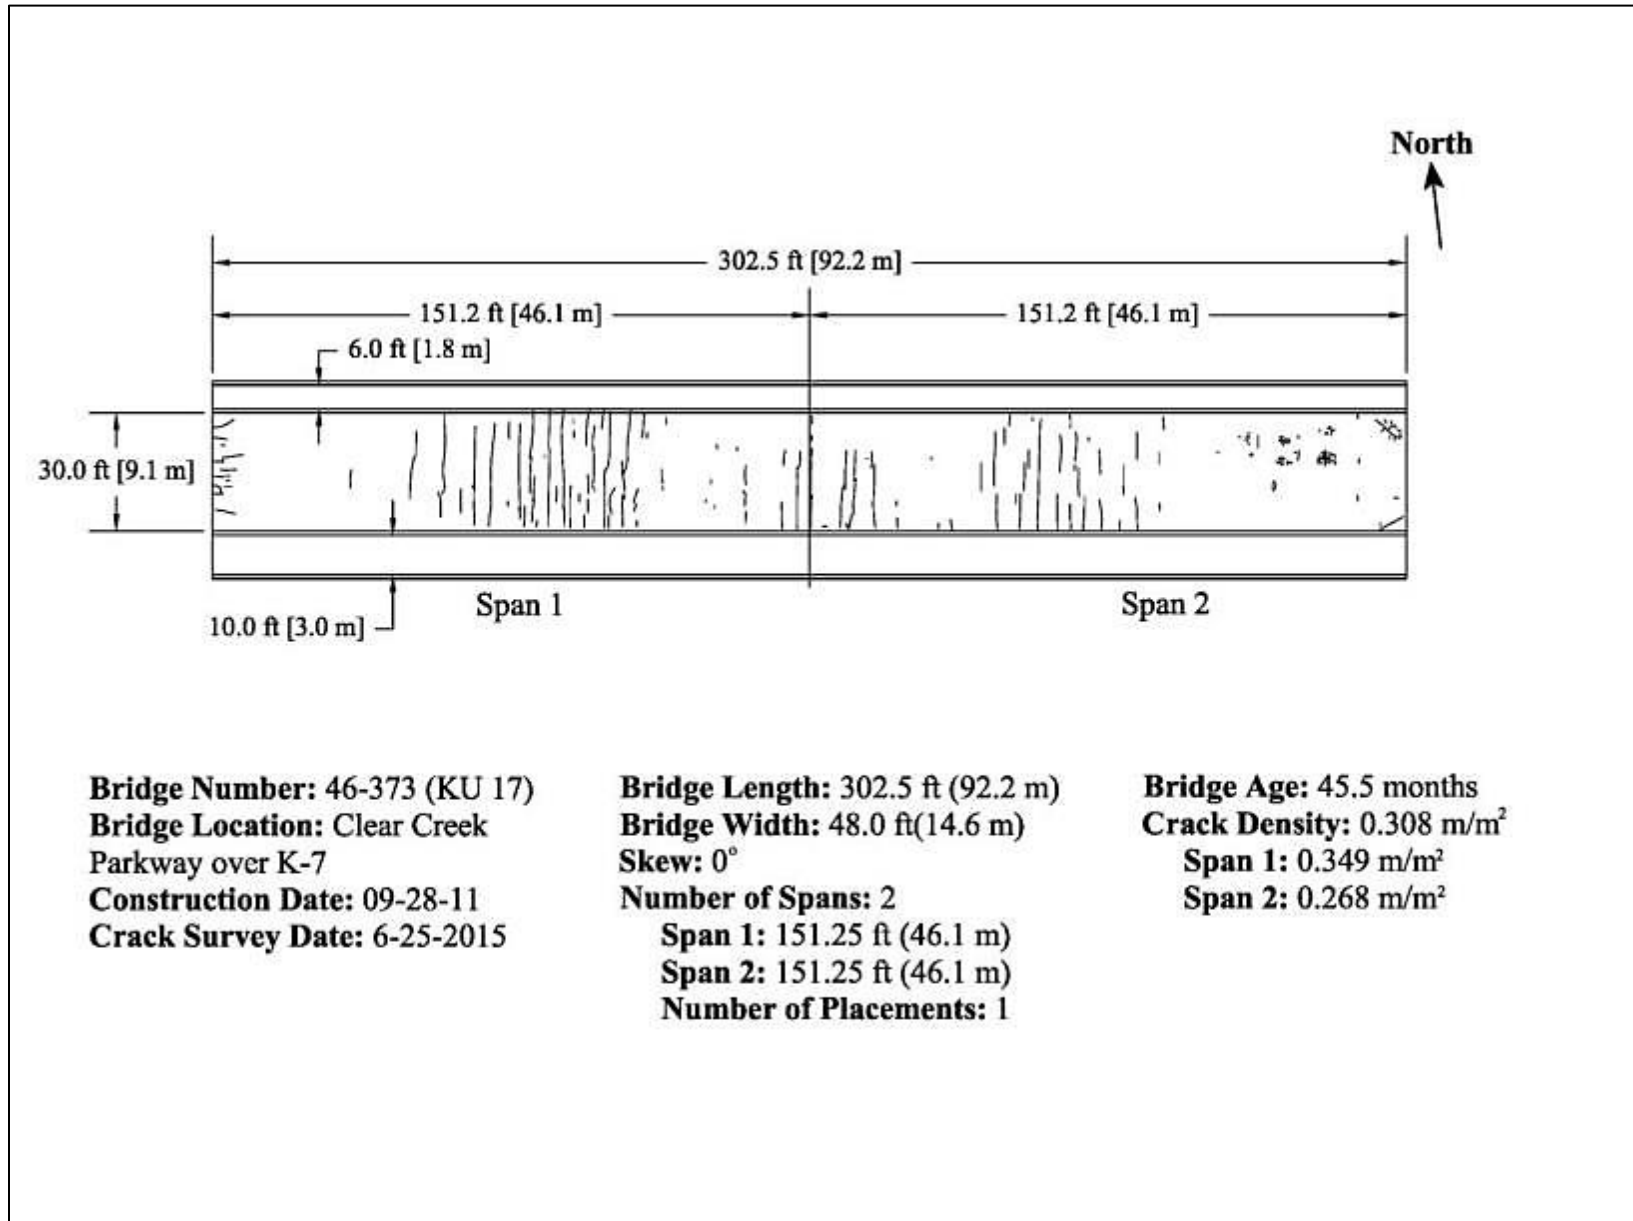 North
302.5 ft [92.2 m]
151.2 ft [46.1 m]
151.2 ft [46.1 m]
6.0 ft [1.8 m]
30.0 ft [9.1 m]
Span 1
Span 2
10.0 ft [3.0 m]
Bridge Number: 46-373 (KU 17)
Bridge Location: Clear Creek
Parkway over K-7
Construction Date: 09-28-11
Crack Survey Date: 6-25-2015
Bridge Length: 302.5 ft (92.2 m)
Bridge Width: 48.0 ft(14.6 m)
Skew: 0°
Number of Spans: 2
Span 1: 151.25 ft (46.1 m)
Span 2: 151.25 ft (46.1 m)
Number of Placements: 1
Bridge Age: 45.5 months
Crack Density: 0.308 m/m²
Span 1: 0.349 m/m²
Span 2: 0.268 m/m²